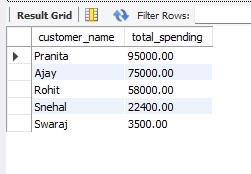 Result Grid Filter Rows:
customer_name total_spending
Pranita 95000.00
Ajay 75000.00
Rohit 58000.00
Snehal 22400.00
Swaraj 3500.00